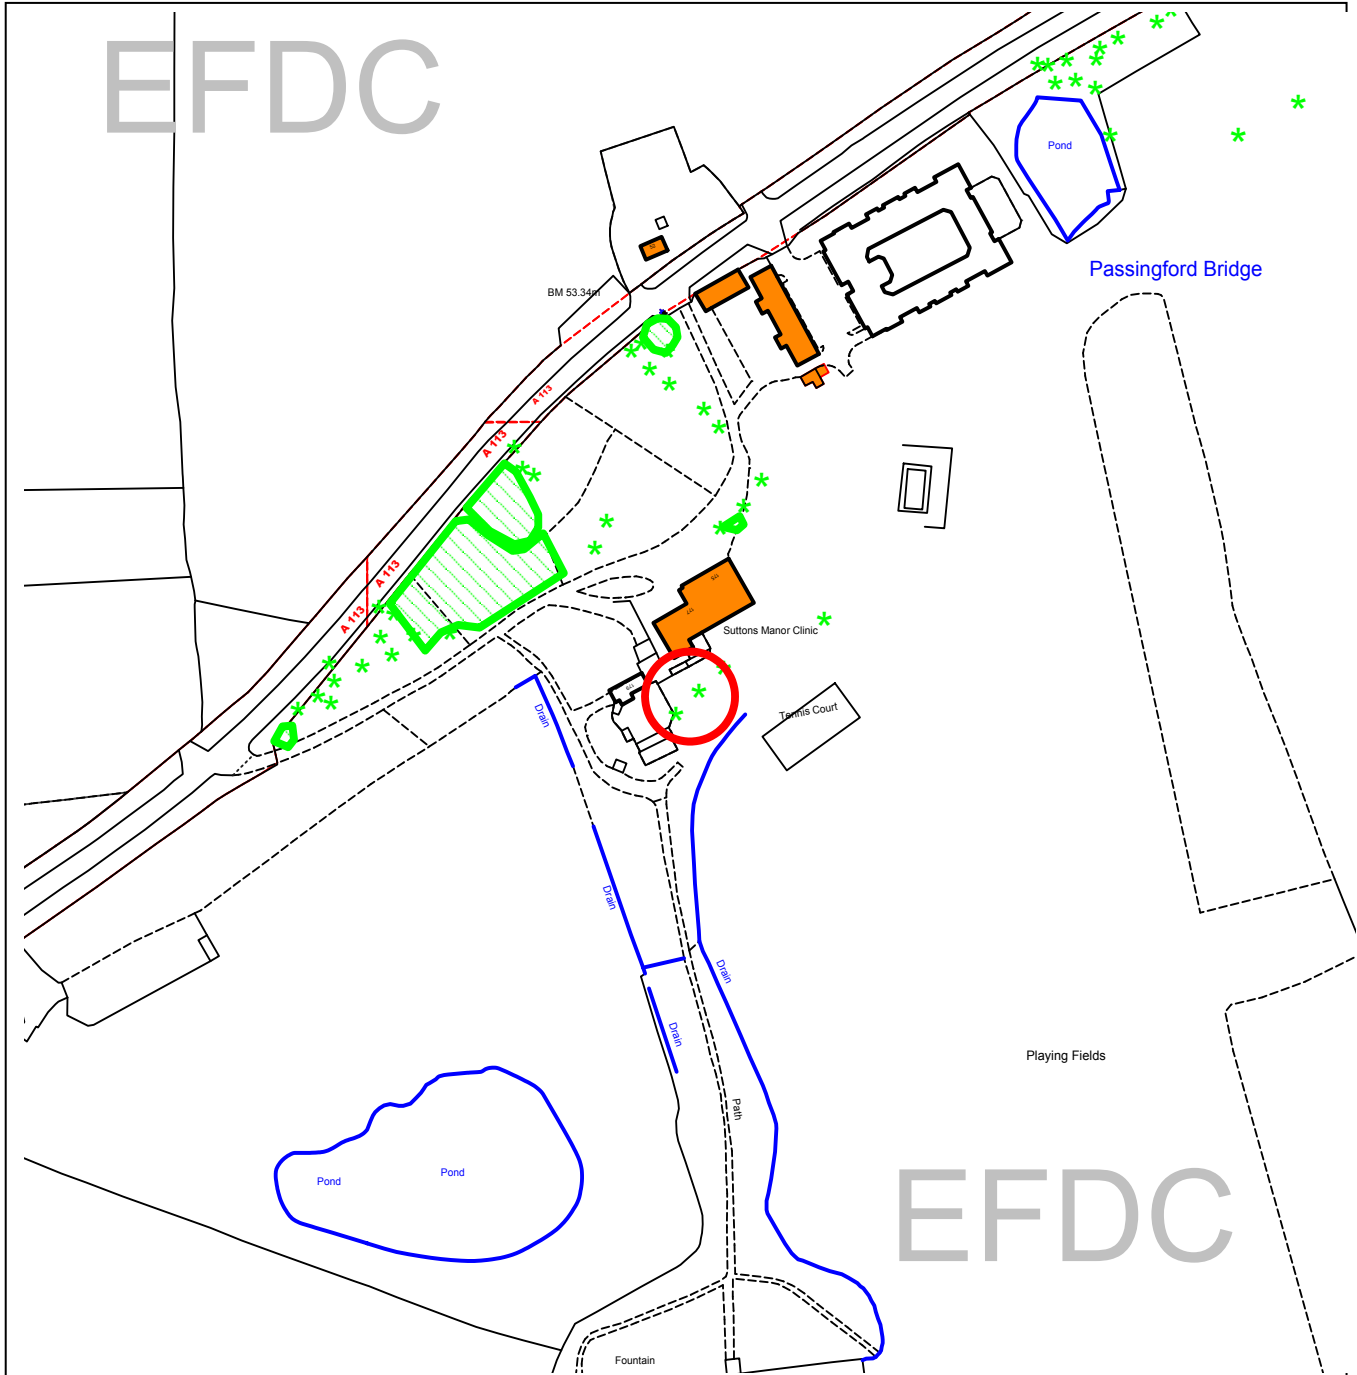 EFDC
Pond
Passingford Bridge
BM 53.34m
A 113
A 113
A 113
A 113
Suttons Manor Clinic
Tennis Court
Drain
Drain
Drain
Drain
Path
Playing Fields
Pond
Pond
EFDC
Fountain